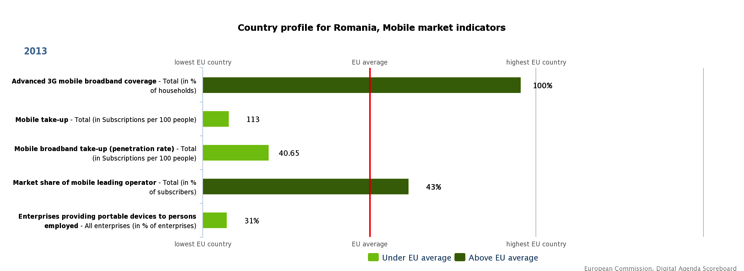 Country profile for Romania, Mobile market indicators
2013
lowest EU country EU average highest EU country
Advanced 3G mobile broadband coverage - Total (in %
of households)
100%
Mobile take-up - Total (in Subscriptions per 100 people)
113
Mobile broadband take-up (penetration rate) - Total
(in Subscriptions per 100 people)
40.65
Market share of mobile leading operator - Total (in %
of subscribers)
43%
Enterprises providing portable devices to persons
employed - All enterprises (in % of enterprises)
31%
lowest EU country EU average highest EU country
Under EU average Above EU average
European Commission, Digital Agenda Scoreboard